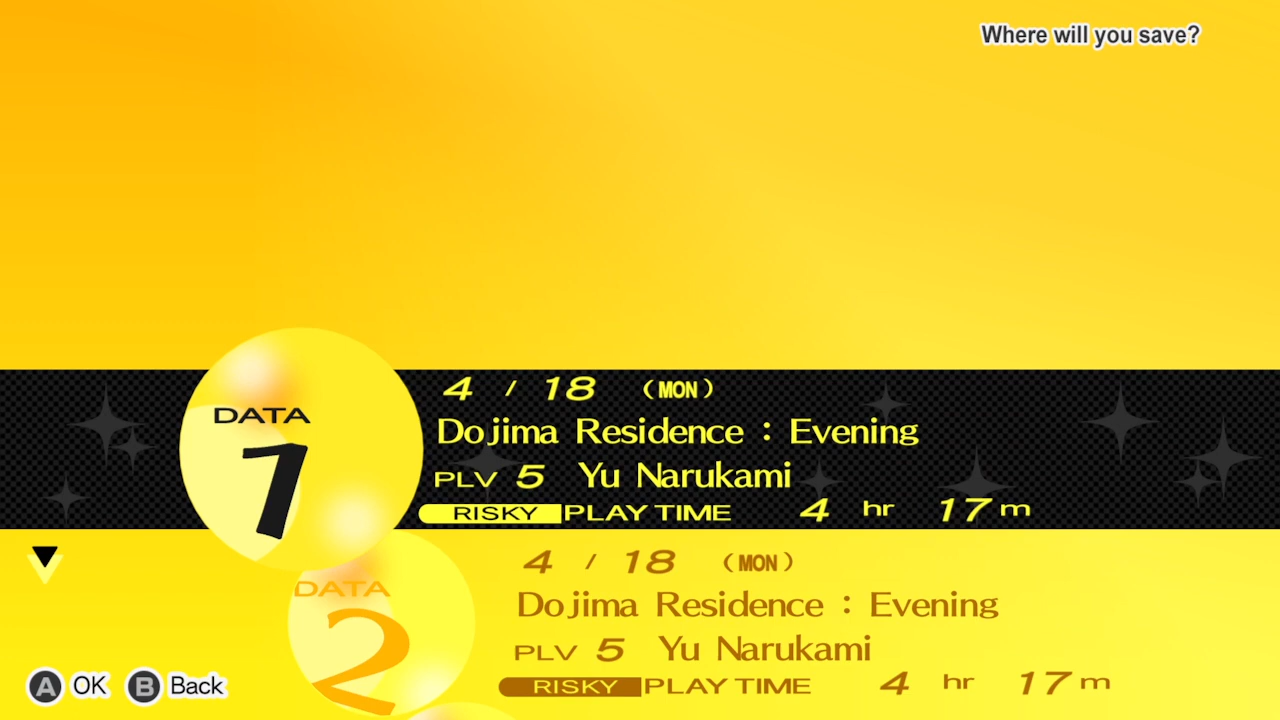 Where will you save?
DATA
1
4 / 18 (MON)
Dojima Residence : Evening
PLV 5 Yu Narukami
RISKY PLAY TIME 4 hr 17 m
DATA
2
4 / 18 (MON)
Dojima Residence : Evening
PLV 5 Yu Narukami
RISKY PLAY TIME 4 hr 17 m
A OK B Back